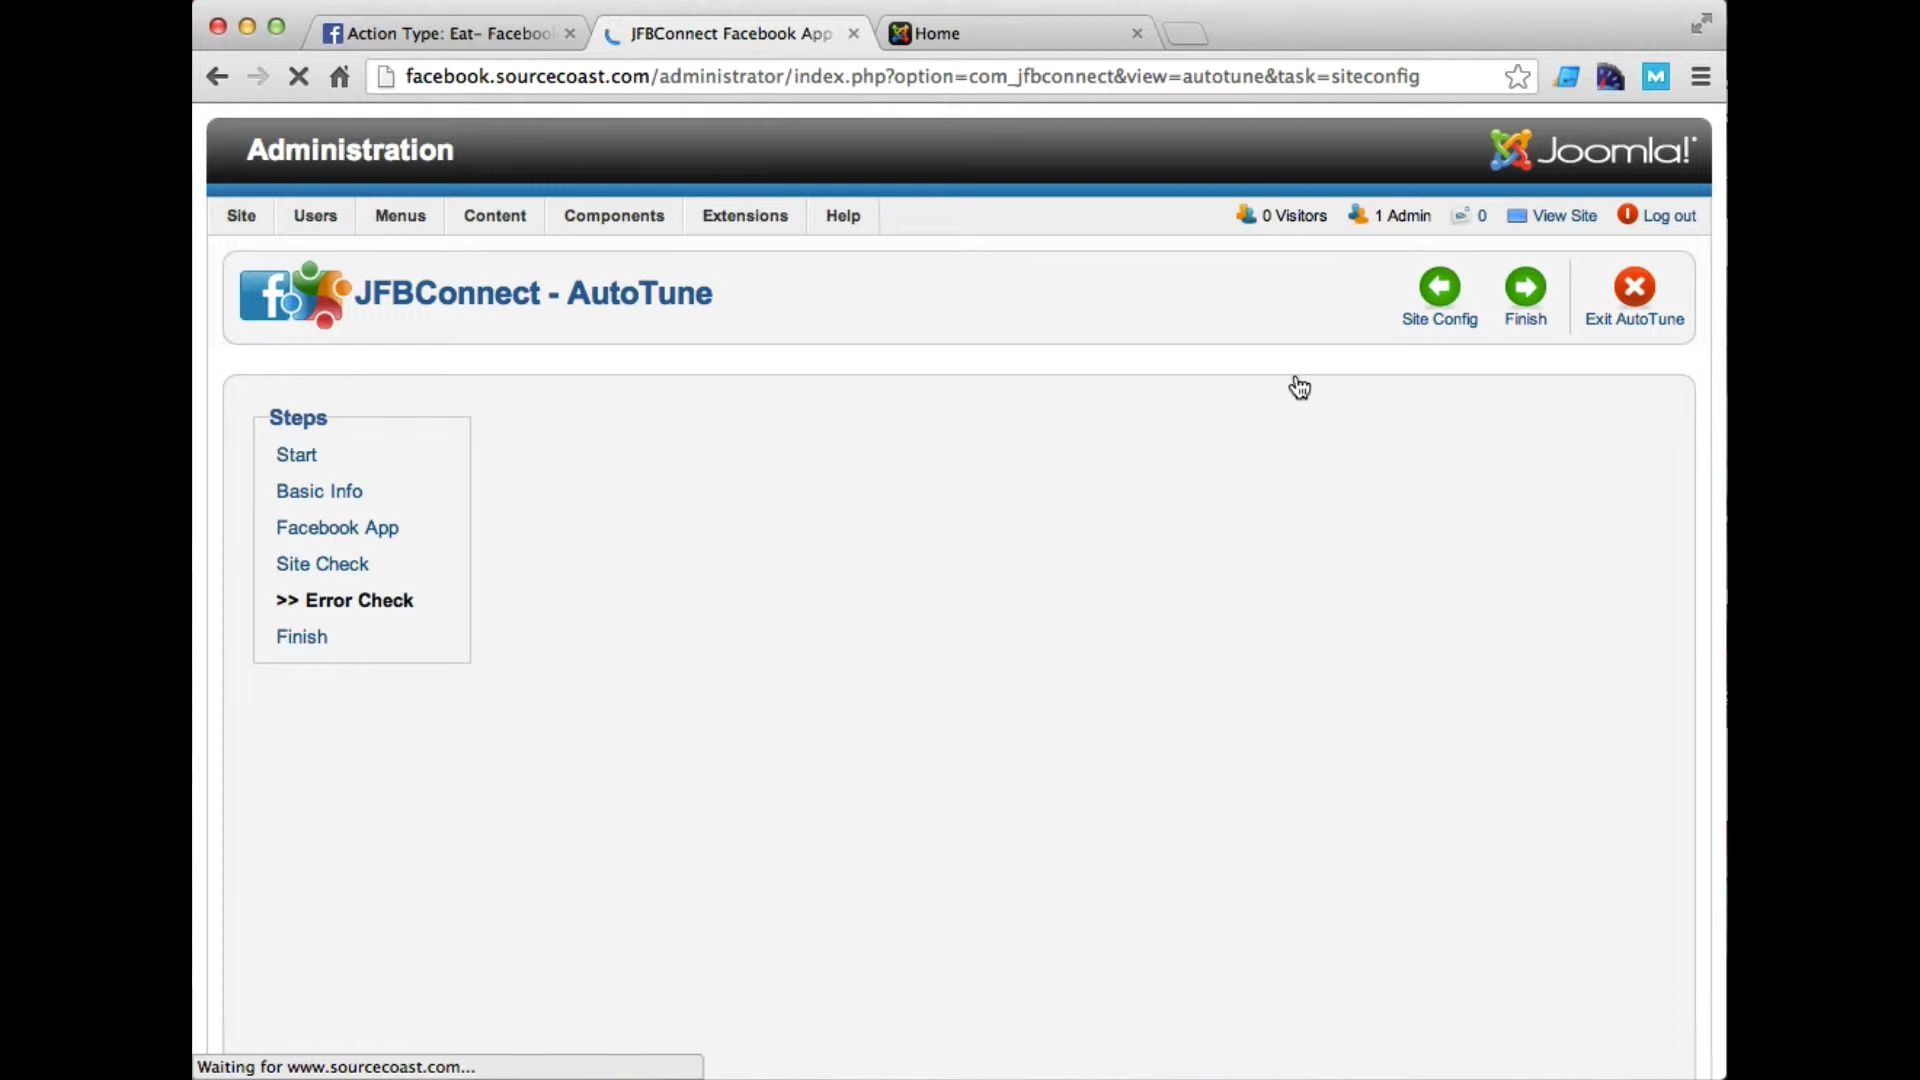 Action Type: Eat- Faceboo
JFBConnect Facebook App
Home
facebook.sourcecoast.com/administrator/index.php?option=com_jfbconnect&view=autotune&task=siteconfig
M
Administration
Joomla!
Site
Users
Menus
Content
Components
Extensions
Help
0 Visitors
1 Admin
0
View Site
Log out
f
JFBConnect - AutoTune
Site Config
Finish
Exit AutoTune
Steps
Start
Basic Info
Facebook App
Site Check
>> Error Check
Finish
Waiting for www.sourcecoast.com...